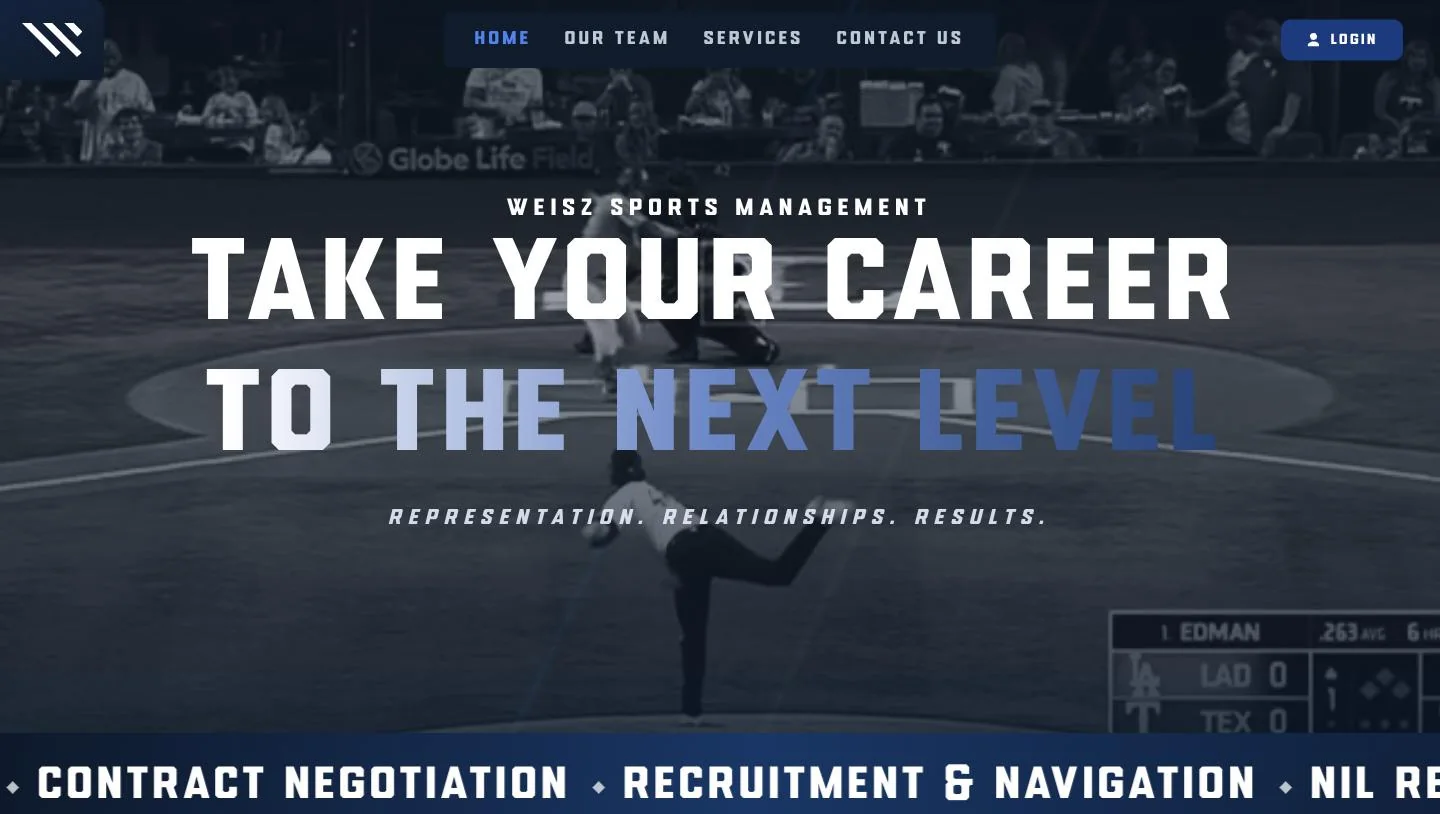 HOME OUR TEAM SERVICES CONTACT US
LOGIN
Globe Life Field
WEISZ SPORTS MANAGEMENT
TAKE YOUR CAREER
TO THE NEXT LEVEL
REPRESENTATION. RELATIONSHIPS. RESULTS.
1. EDMAN .263 AVG 6 HR
LAD 0
1
TEX 0
CONTRACT NEGOTIATION ◆ RECRUITMENT & NAVIGATION ◆ NIL RE